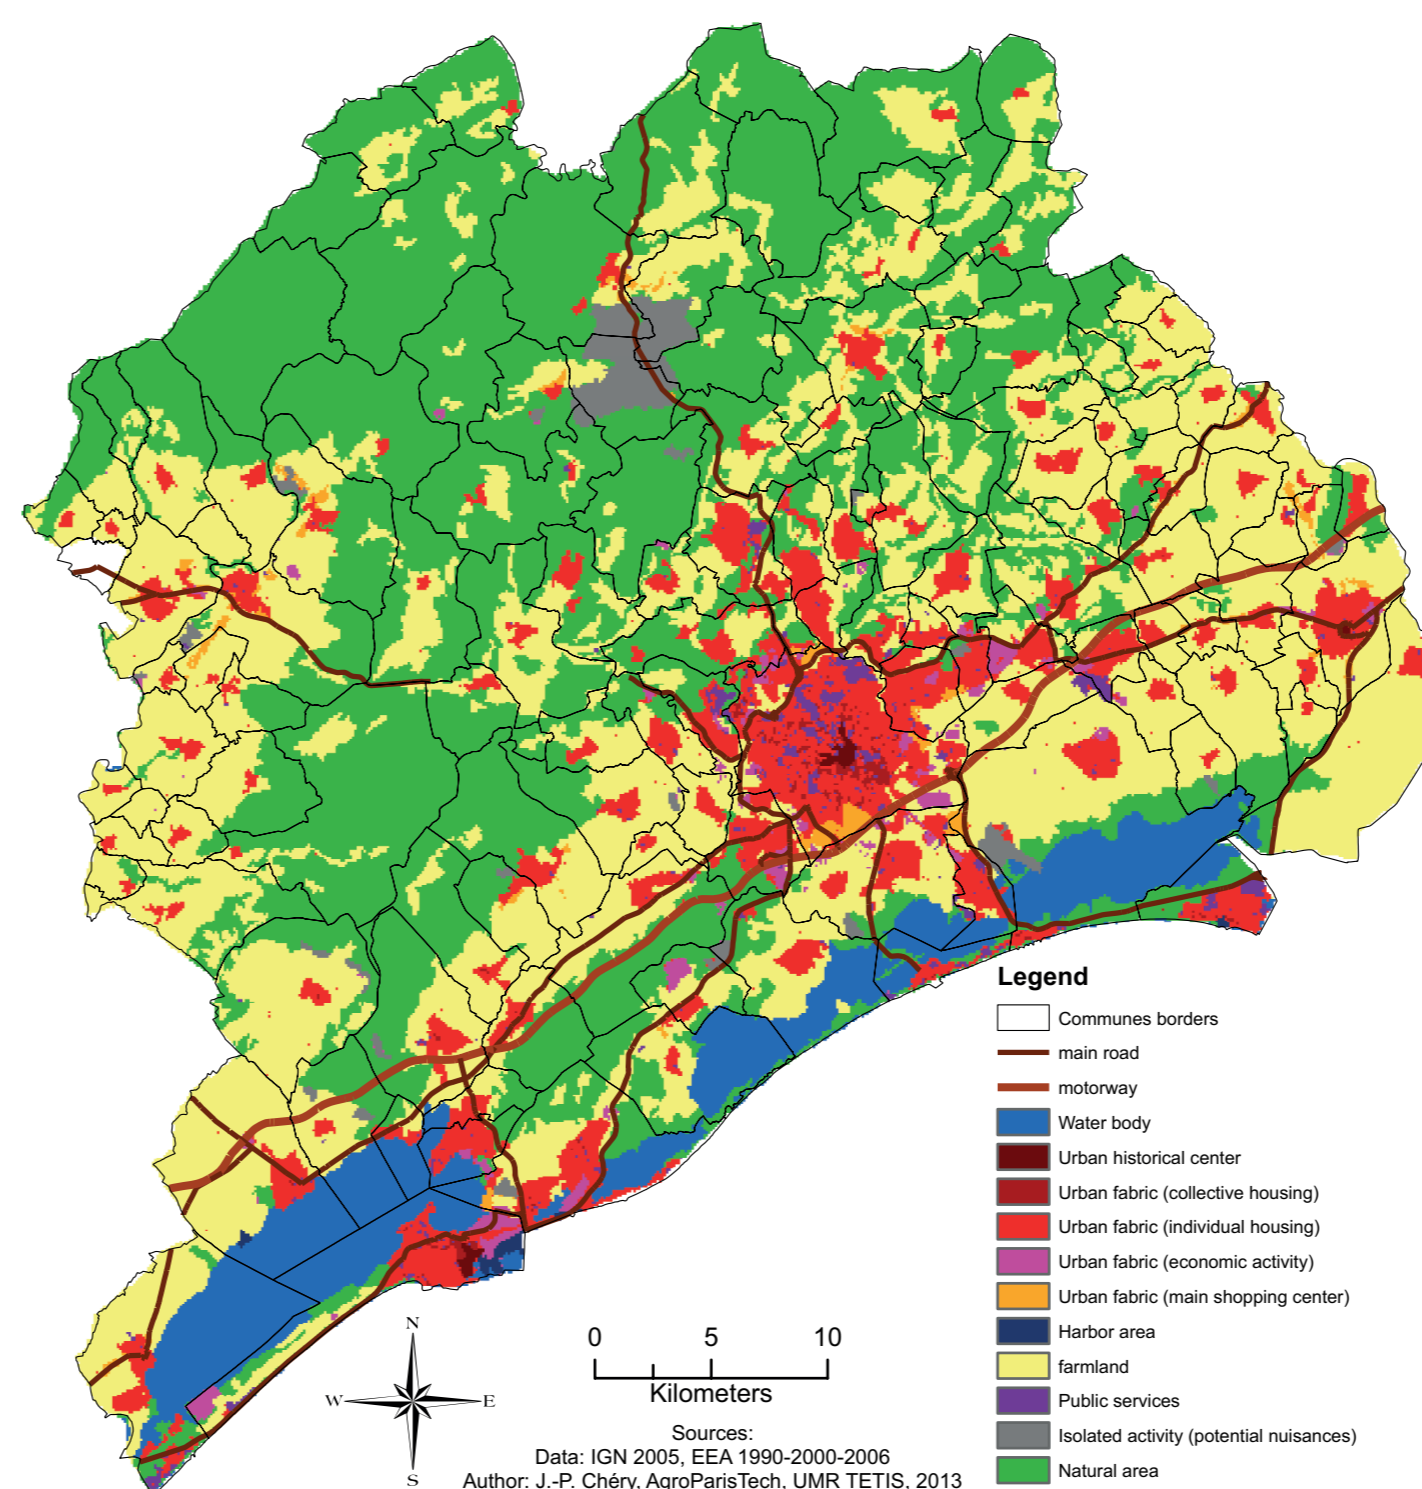 Legend
Communes borders
main road
motorway
Water body
Urban historical center
Urban fabric (collective housing)
Urban fabric (individual housing)
Urban fabric (economic activity)
Urban fabric (main shopping center)
Harbor area
farmland
Public services
Isolated activity (potential nuisances)
Natural area
N
W
E
S
0 5 10
Kilometers
Sources:
Data: IGN 2005, EEA 1990-2000-2006
Author: J.-P. Chéry, AgroParisTech, UMR TETIS, 2013